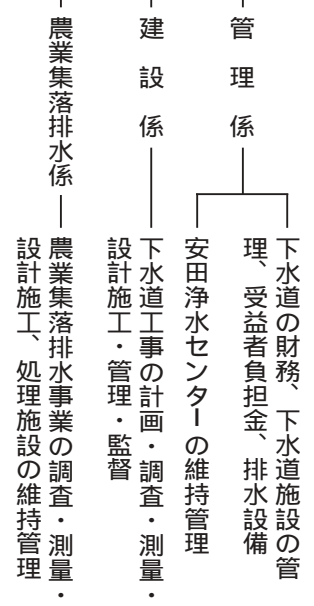 管理係
下水道の財務、下水道施設の管
理、受益者負担金、排水設備
安田浄水センターの維持管理
建設係
下水道工事の計画・調査・測量・
設計施工・管理・監督
農業集落排水係
農業集落排水事業の調査・測量・
設計施工、処理施設の維持管理